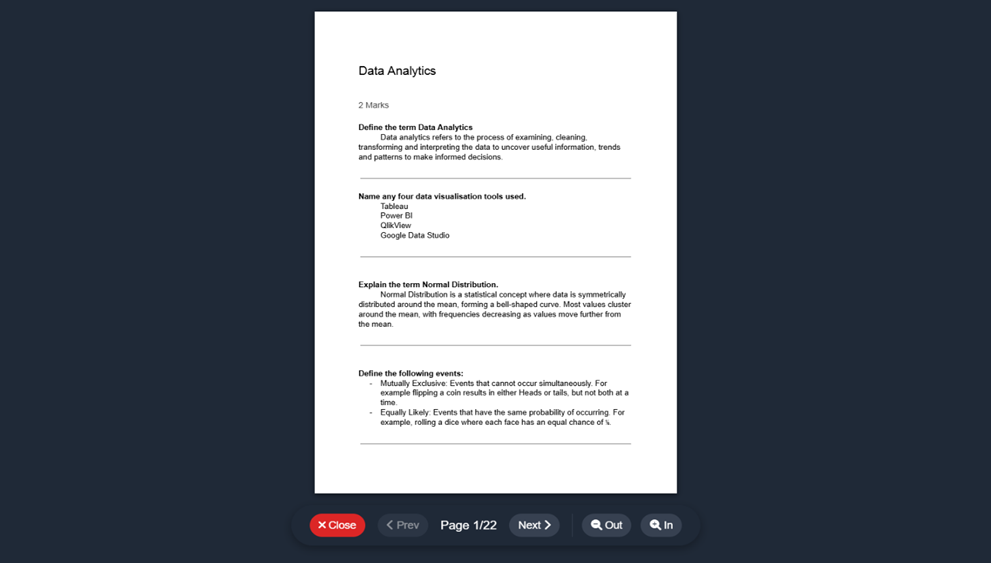 Data Analytics
2 Marks
Define the term Data Analytics
Data analytics refers to the process of examining, cleaning,
transforming and interpreting the data to uncover useful information, trends
and patterns to make informed decisions.
Name any four data visualisation tools used.
Tableau
Power BI
QlikView
Google Data Studio
Explain the term Normal Distribution.
Normal Distribution is a statistical concept where data is symmetrically
distributed around the mean, forming a bell-shaped curve. Most values cluster
around the mean, with frequencies decreasing as values move further from
the mean.
Define the following events:
- Mutually Exclusive: Events that cannot occur simultaneously. For
example flipping a coin results in either Heads or tails, but not both at a
time.
- Equally Likely: Events that have the same probability of occurring. For
example, rolling a dice where each face has an equal chance of
Close Prev Page 1/22 Next Out In